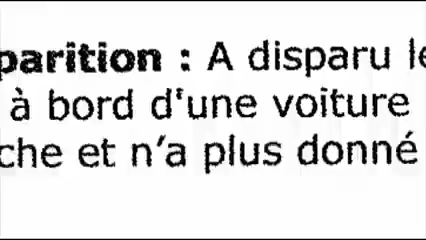 parition : A disparu le
à bord d'une voiture
che et n'a plus donné